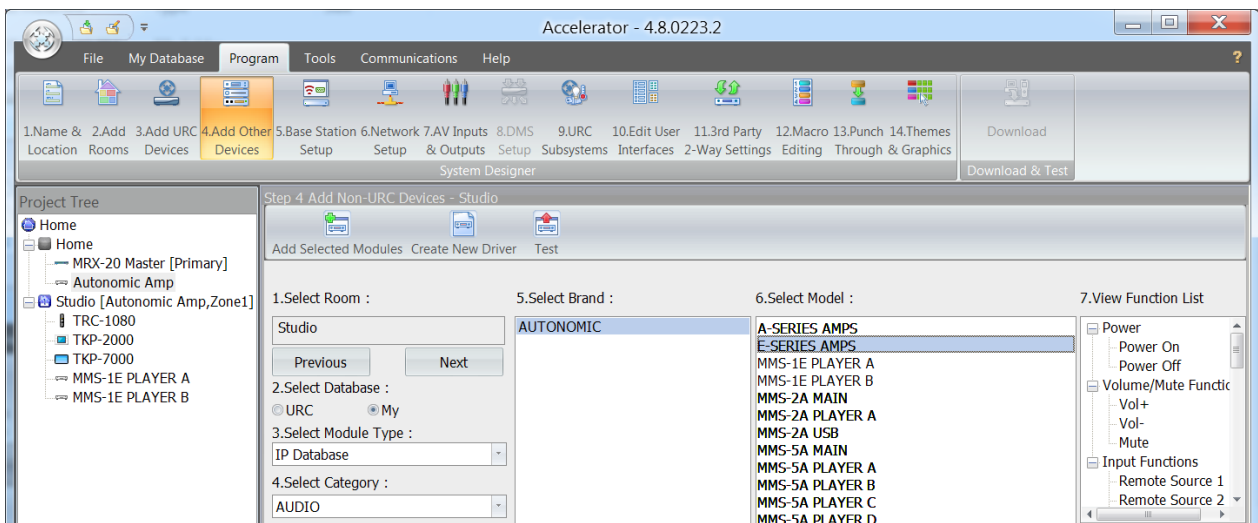 Accelerator - 4.8.0223.2
File My Database Program Tools Communications Help ?
1.Name & Location
2.Add Rooms
3.Add URC Devices
4.Add Other Devices
5.Base Station Setup
6.Network Setup
7.AV Inputs & Outputs
8.DMS Setup
9.URC Subsystems
10.Edit User Interfaces
11.3rd Party 2-Way Settings
12.Macro Editing
13.Punch Through
14.Themes & Graphics
Download
System Designer
Download & Test
Project Tree
Home
Home
MRX-20 Master [Primary]
Autonomic Amp
Studio [Autonomic Amp,Zone1]
TRC-1080
TKP-2000
TKP-7000
MMS-1E PLAYER A
MMS-1E PLAYER B
Step 4 Add Non-URC Devices - Studio
Add Selected Modules
Create New Driver
Test
1.Select Room :
Studio
Previous
Next
2.Select Database :
URC
My
3.Select Module Type :
IP Database
4.Select Category :
AUDIO
5.Select Brand :
AUTONOMIC
6.Select Model :
A-SERIES AMPS
E-SERIES AMPS
MMS-1E PLAYER A
MMS-1E PLAYER B
MMS-2A MAIN
MMS-2A PLAYER A
MMS-2A USB
MMS-5A MAIN
MMS-5A PLAYER A
MMS-5A PLAYER B
MMS-5A PLAYER C
MMS-5A PLAYER D
7.View Function List
Power
Power On
Power Off
Volume/Mute Functic
Vol+
Vol-
Mute
Input Functions
Remote Source 1
Remote Source 2